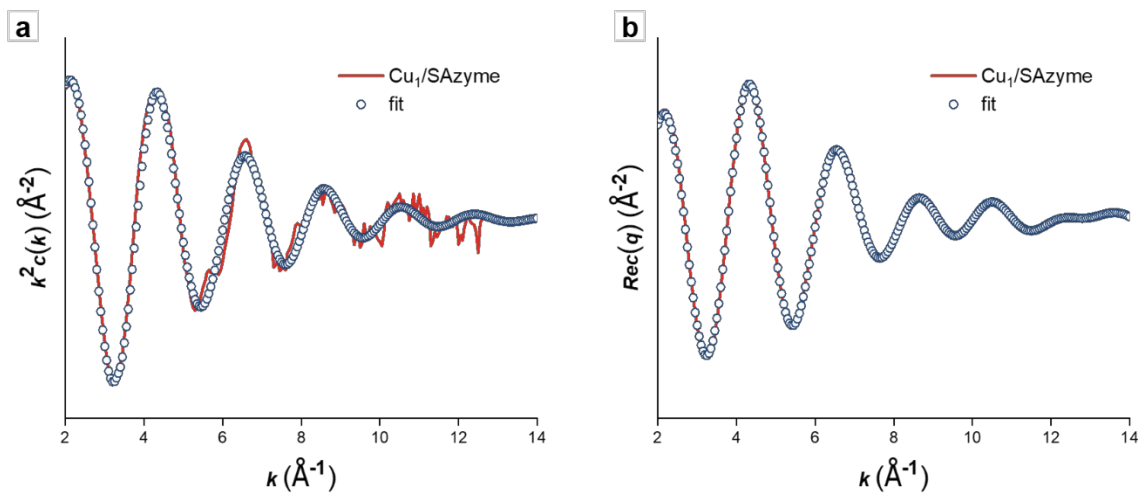 a
k²c(k) (Å⁻²)
Cu₁/SAzyme
fit
2 4 6 8 10 12 14
k (Å⁻¹)
b
Rec(q) (Å⁻²)
Cu₁/SAzyme
fit
2 4 6 8 10 12 14
k (Å⁻¹)